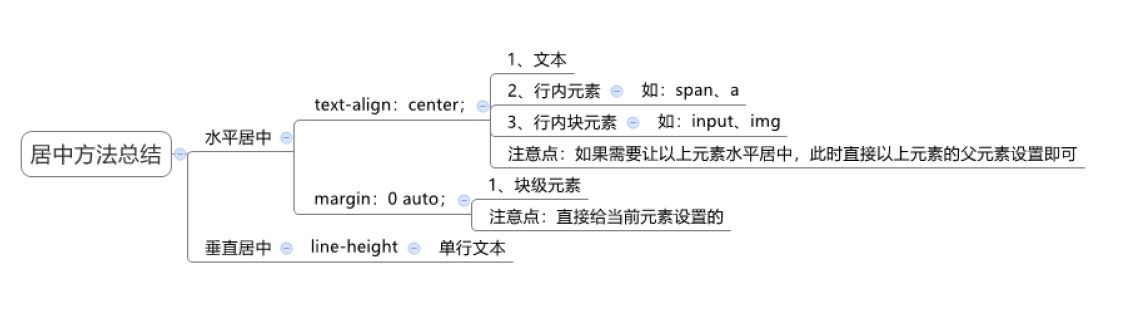 居中方法总结
水平居中
text-align：center；
1、文本
2、行内元素 如：span、a
3、行内块元素 如：input、img
注意点：如果需要让以上元素水平居中，此时直接以上元素的父元素设置即可
margin：0 auto；
1、块级元素
注意点：直接给当前元素设置的
垂直居中 line-height 单行文本